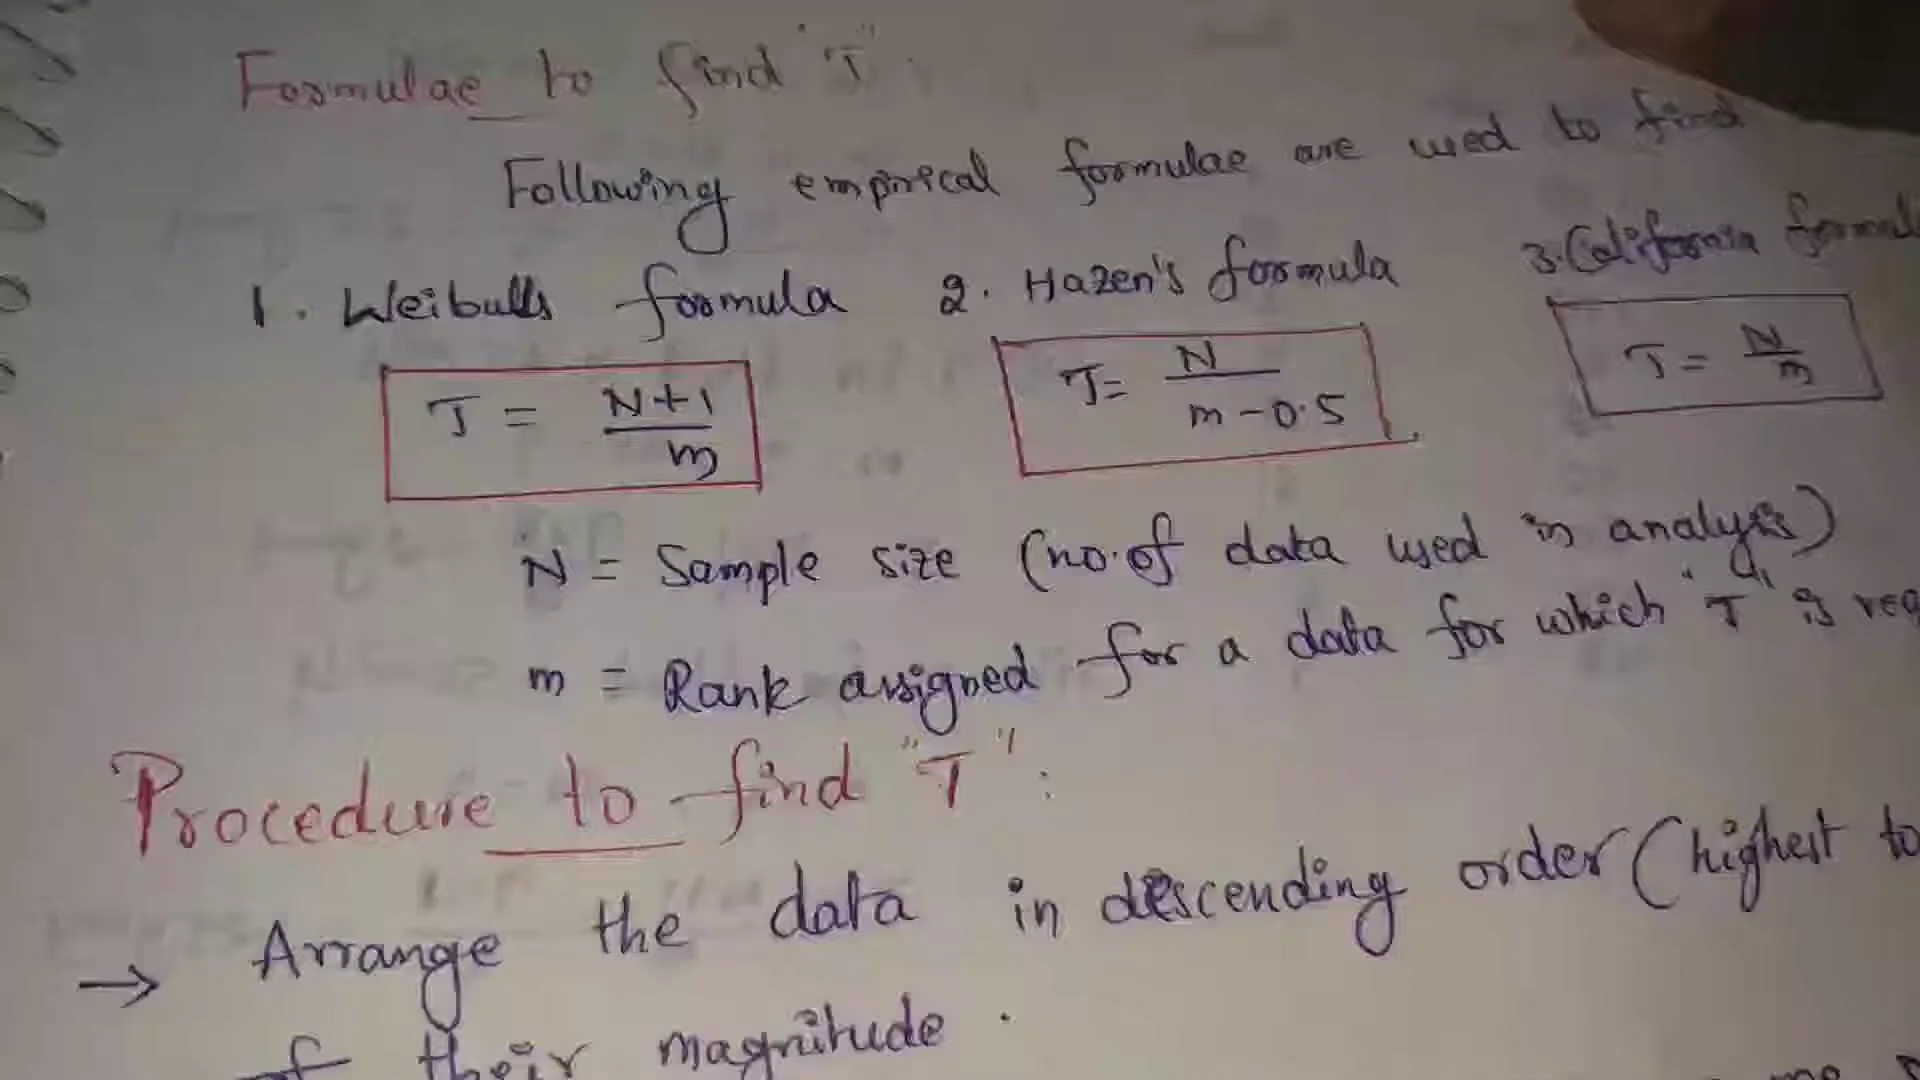 Formulae to find "T" :
Following empirical formulae are used to find
1. Weibulls formula 2. Hazen's formula 3. California
T = N+1 / m T = N / m - 0.5 T = N / m
N = Sample size (no. of data used in analysis)
m = Rank assigned for a data for which "T" is
Procedure to find "T" :
→ Arrange the data in descending order (highest to
of their magnitude.